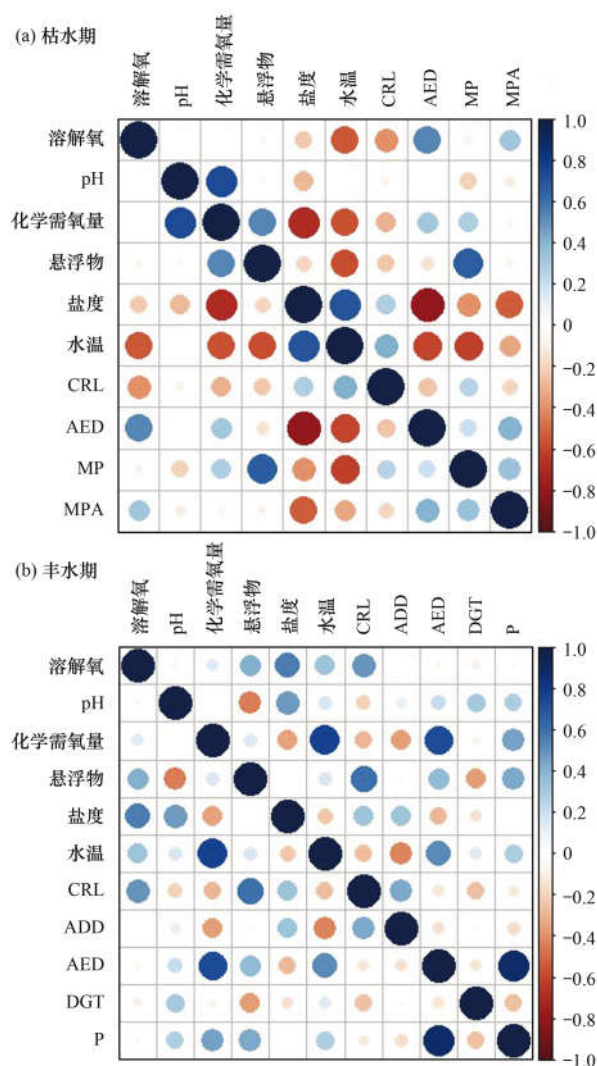 (a) 枯水期
溶解氧 pH 化学需氧量 悬浮物 盐度 水温 CRL AED MP MPA
溶解氧
pH
化学需氧量
悬浮物
盐度
水温
CRL
AED
MP
MPA
1.0
0.8
0.6
0.4
0.2
0
−0.2
−0.4
−0.6
−0.8
−1.0
(b) 丰水期
溶解氧 pH 化学需氧量 悬浮物 盐度 水温 CRL ADD AED DGT P
溶解氧
pH
化学需氧量
悬浮物
盐度
水温
CRL
ADD
AED
DGT
P
1.0
0.8
0.6
0.4
0.2
0
−0.2
−0.4
−0.6
−0.8
−1.0